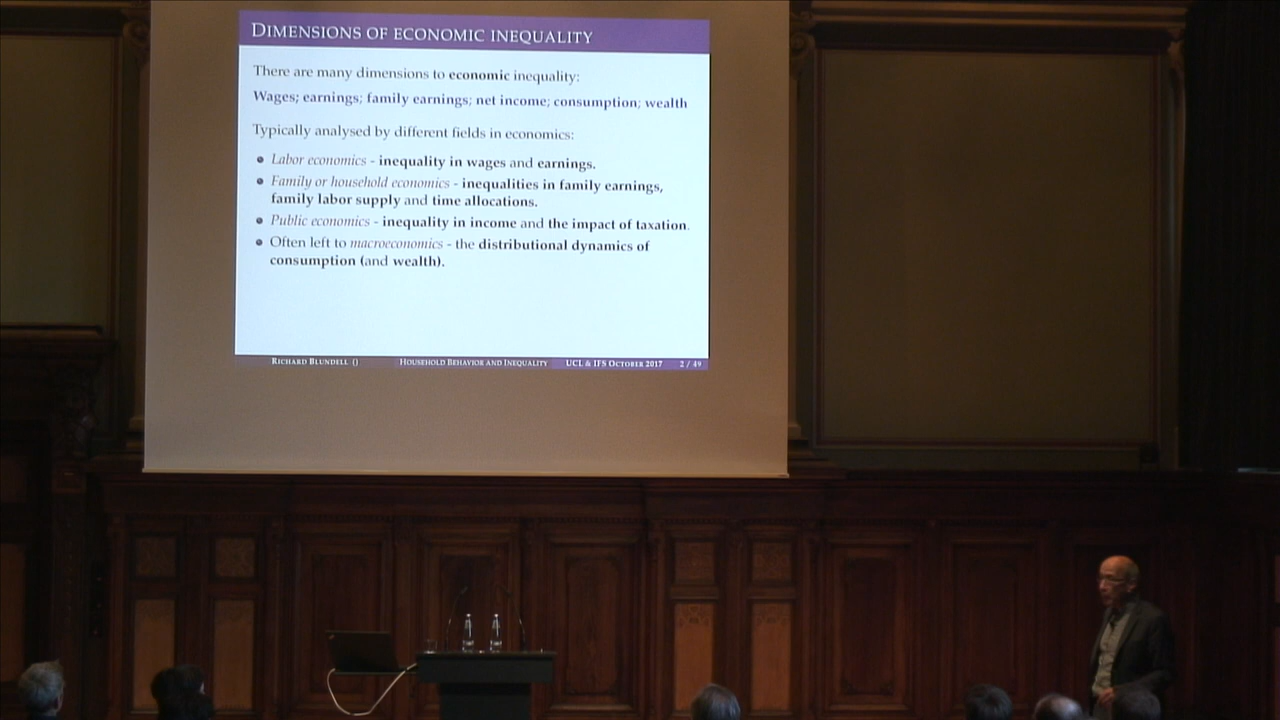 DIMENSIONS OF ECONOMIC INEQUALITY
There are many dimensions to economic inequality:
Wages; earnings; family earnings; net income; consumption; wealth
Typically analysed by different fields in economics:
Labor economics - inequality in wages and earnings.
Family or household economics - inequalities in family earnings,
family labor supply and time allocations.
Public economics - inequality in income and the impact of taxation.
Often left to macroeconomics - the distributional dynamics of
consumption (and wealth).
RICHARD BLUNDELL () HOUSEHOLD BEHAVIOR AND INEQUALITY UCL & IFS OCTOBER 2017 2 / 49